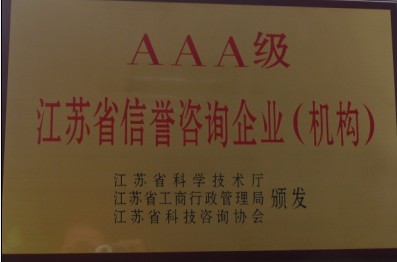 AAA级
江苏省信誉咨询企业(机构)
江苏省科学技术厅
江苏省工商行政管理局 颁发
江苏省科技咨询协会